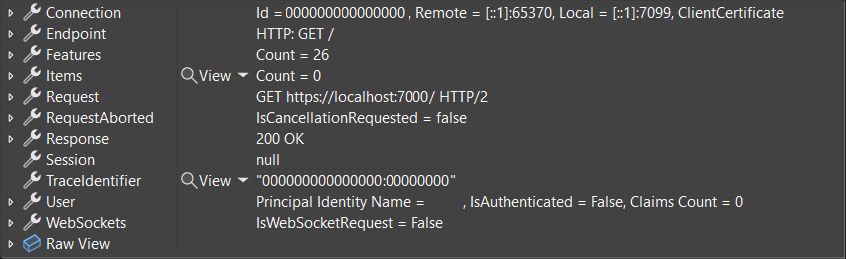 Connection Id = 000000000000000 , Remote = [::1]:65370, Local = [::1]:7099, ClientCertificate
Endpoint HTTP: GET /
Features Count = 26
Items View Count = 0
Request GET https://localhost:7000/ HTTP/2
RequestAborted IsCancellationRequested = false
Response 200 OK
Session null
TraceIdentifier View "000000000000000:00000000"
User Principal Identity Name = , IsAuthenticated = False, Claims Count = 0
WebSockets IsWebSocketRequest = False
Raw View